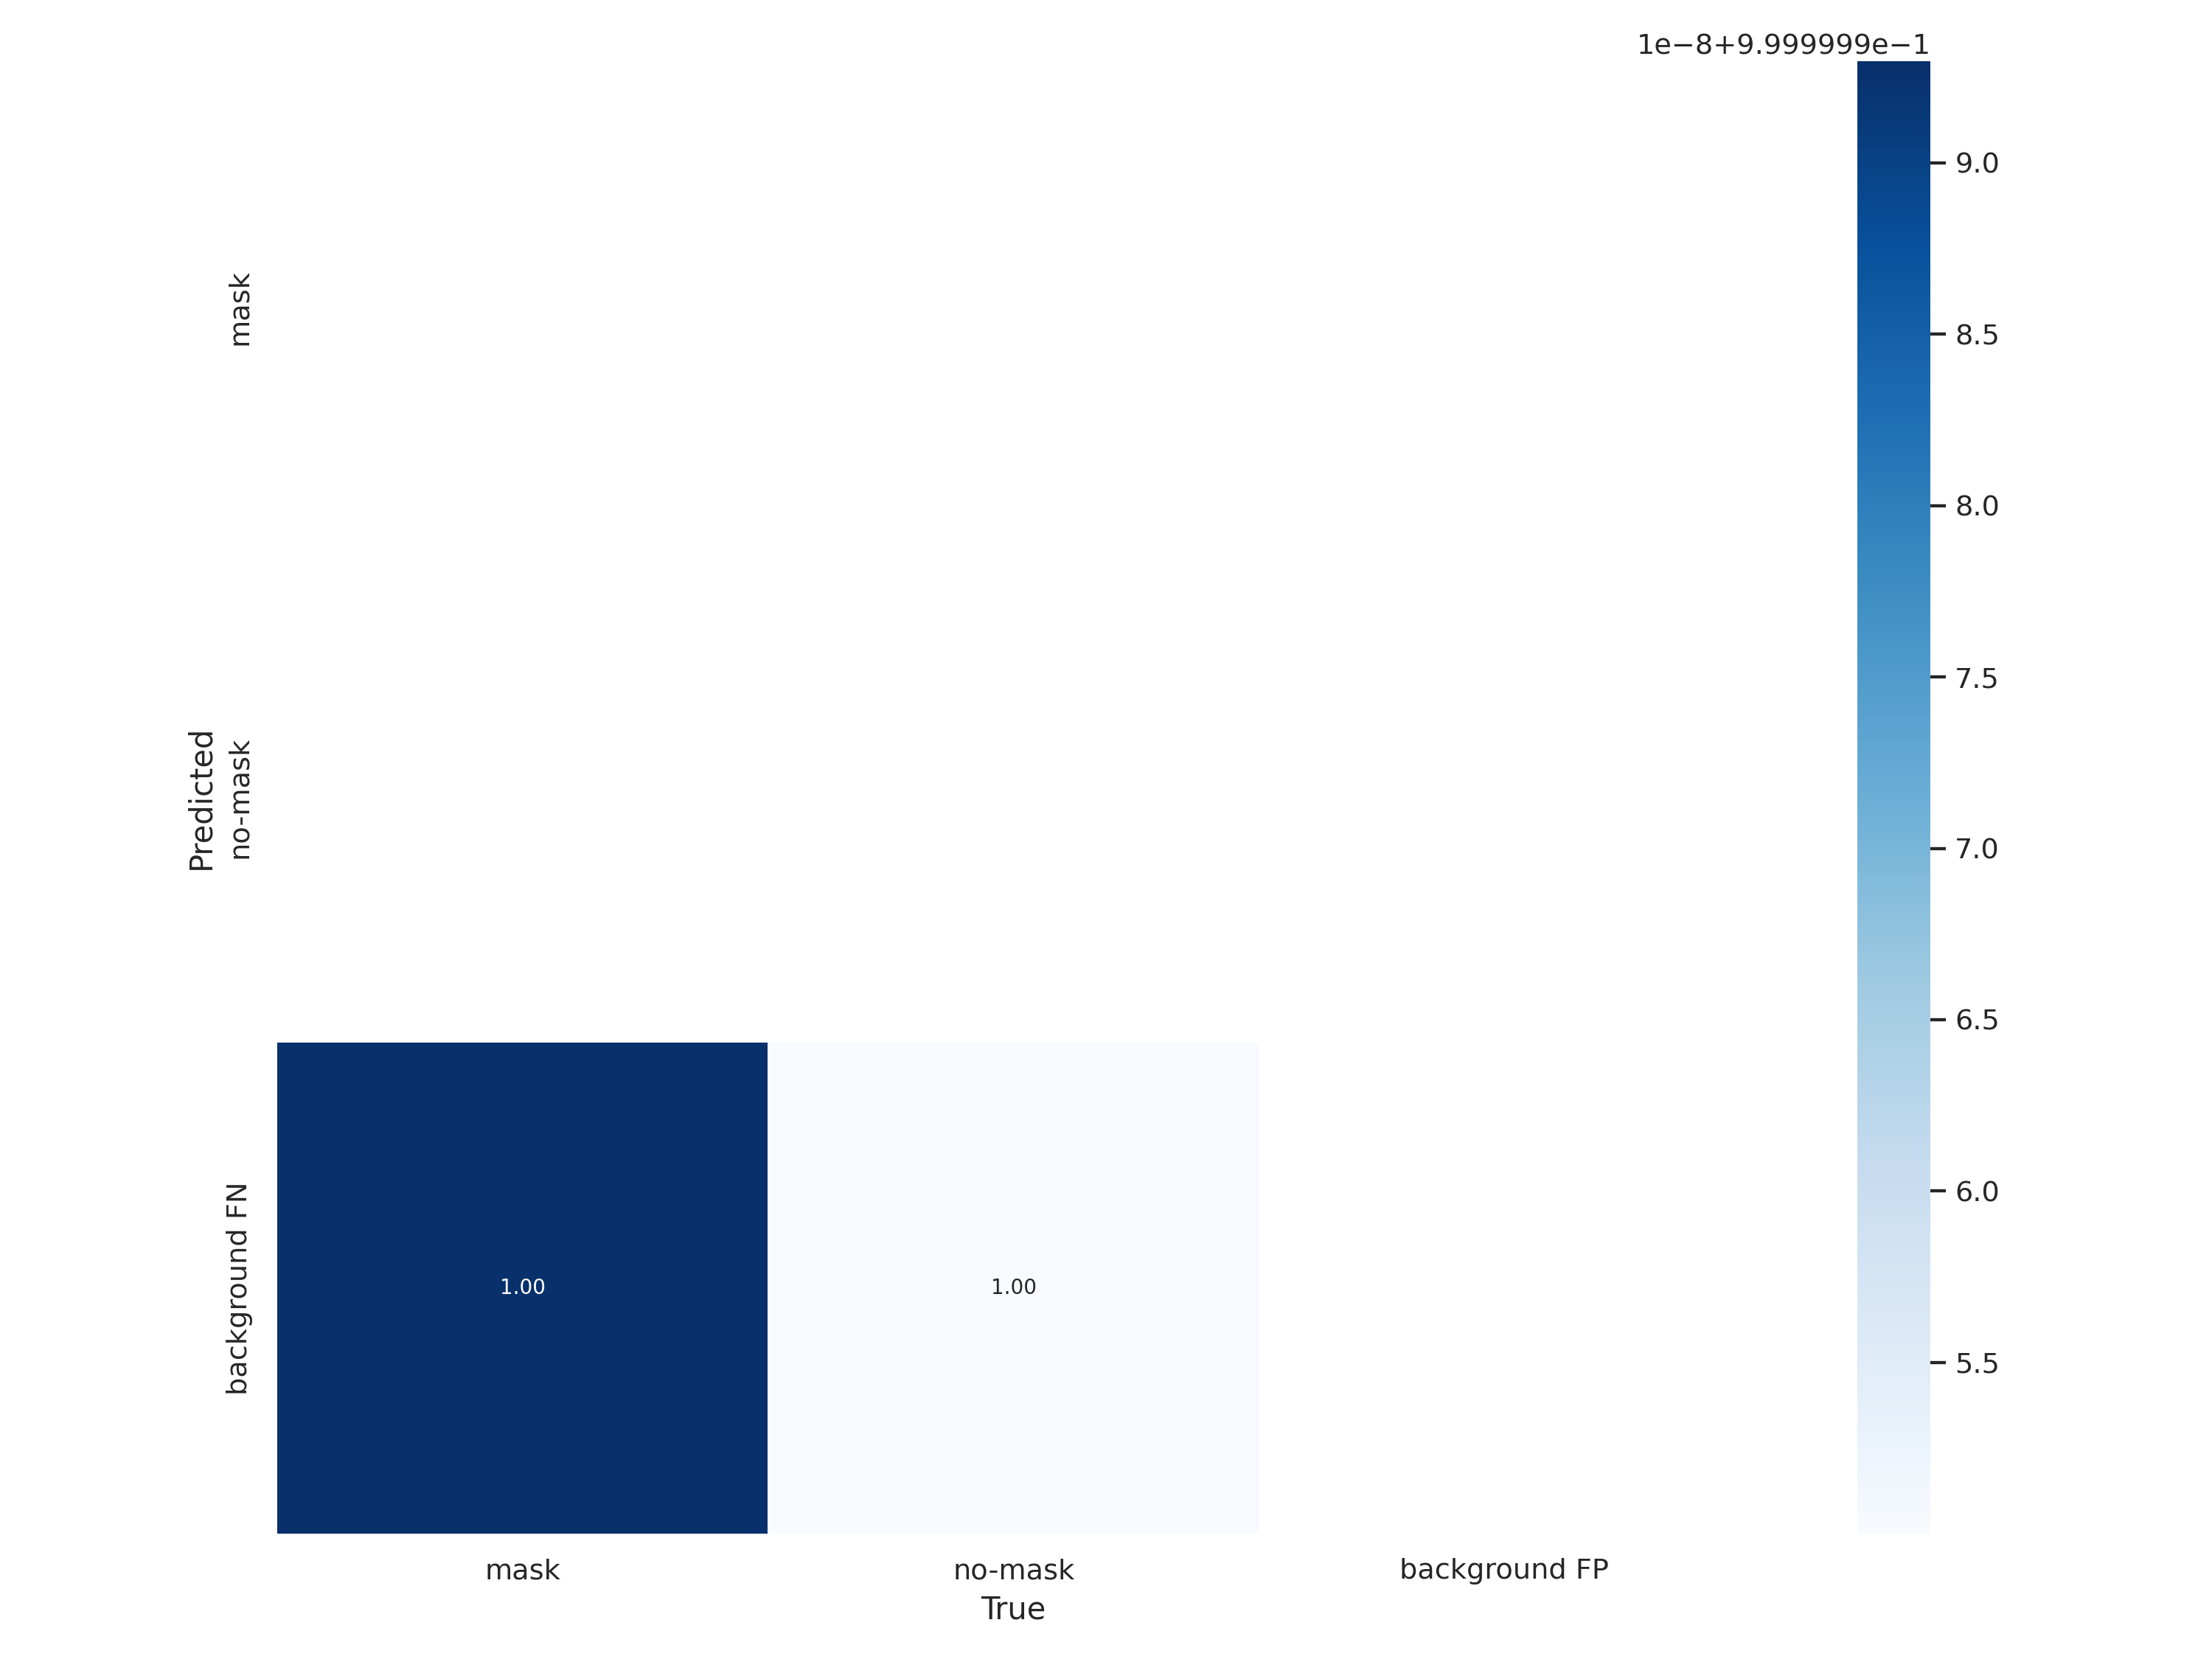 1e−8+9.999999e−1
9.0
8.5
8.0
7.5
7.0
6.5
6.0
5.5
Predicted
mask
no-mask
background FN
1.00
1.00
mask
no-mask
background FP
True